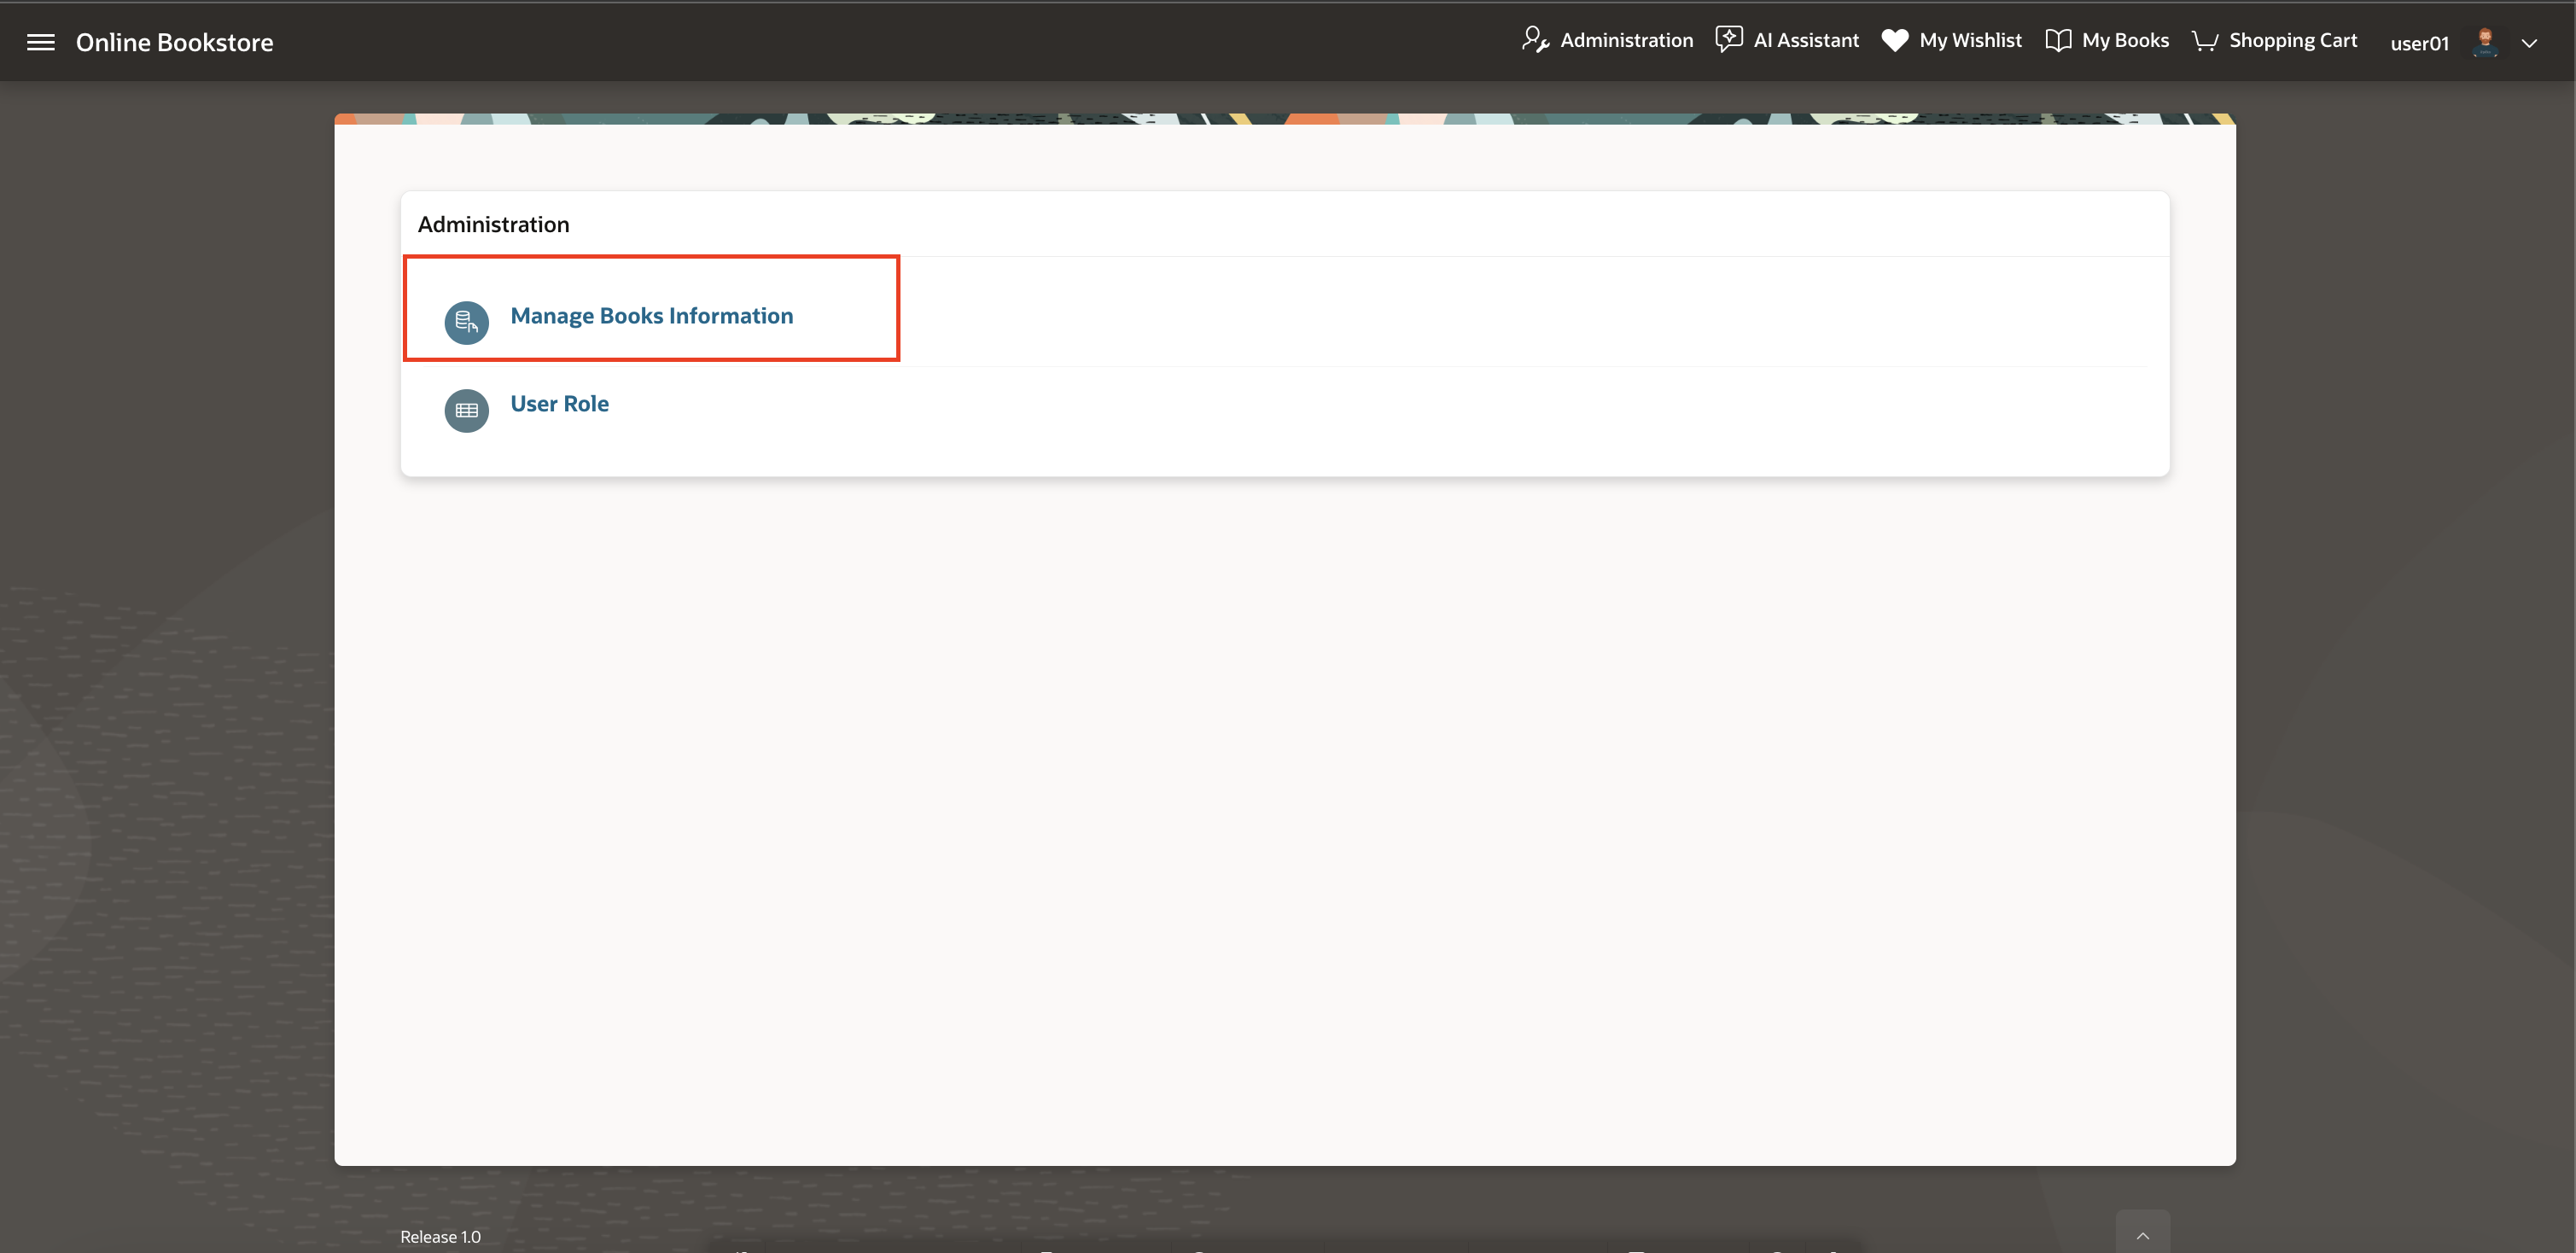 Online Bookstore
Administration
AI Assistant
My Wishlist
My Books
Shopping Cart
user01
Administration
Manage Books Information
User Role
Release 1.0